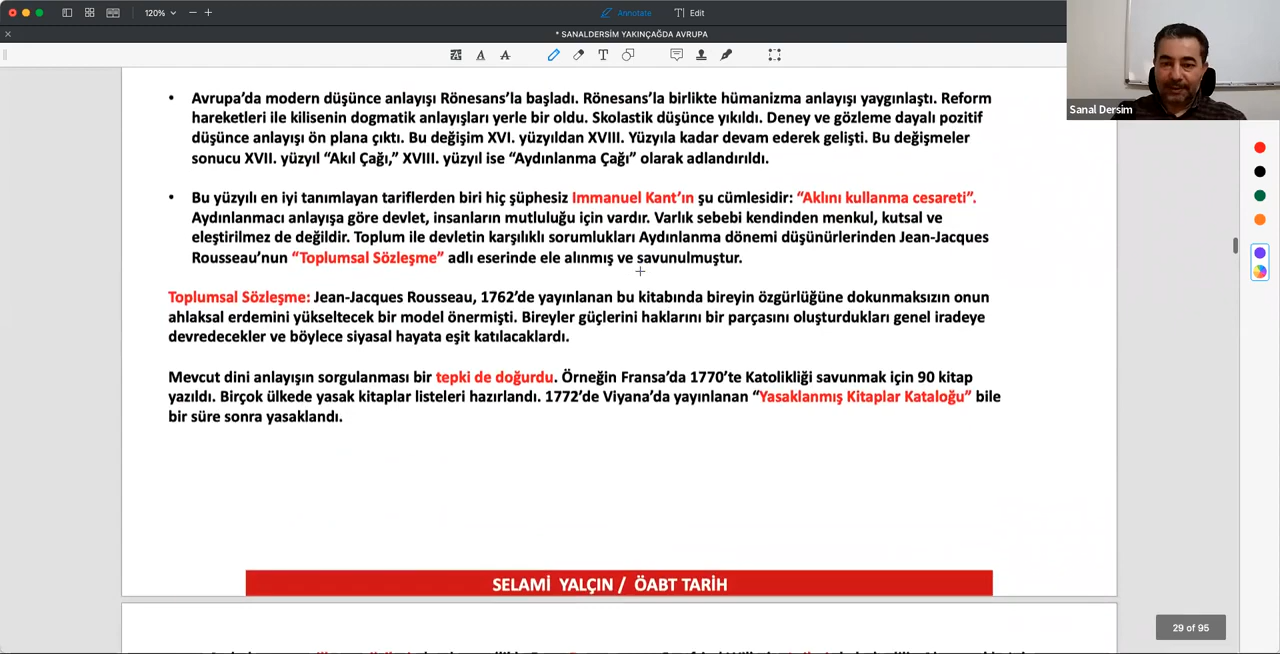 120%
Annotate
Edit
* SANALDERSİM YAKINÇAĞDA AVRUPA
Sanal Dersim
• Avrupa'da modern düşünce anlayışı Rönesans'la başladı. Rönesans'la birlikte hümanizma anlayışı yaygınlaştı. Reform
hareketleri ile kilisenin dogmatik anlayışları yerle bir oldu. Skolastik düşünce yıkıldı. Deney ve gözleme dayalı pozitif
düşünce anlayışı ön plana çıktı. Bu değişim XVI. yüzyıldan XVIII. Yüzyıla kadar devam ederek gelişti. Bu değişmeler
sonucu XVII. yüzyıl "Akıl Çağı," XVIII. yüzyıl ise "Aydınlanma Çağı" olarak adlandırıldı.
• Bu yüzyılı en iyi tanımlayan tariflerden biri hiç şüphesiz Immanuel Kant'ın şu cümlesidir: "Aklını kullanma cesareti".
Aydınlanmacı anlayışa göre devlet, insanların mutluluğu için vardır. Varlık sebebi kendinden menkul, kutsal ve
eleştirilmez de değildir. Toplum ile devletin karşılıklı sorumlukları Aydınlanma dönemi düşünürlerinden Jean-Jacques
Rousseau'nun "Toplumsal Sözleşme" adlı eserinde ele alınmış ve savunulmuştur.
Toplumsal Sözleşme: Jean-Jacques Rousseau, 1762'de yayınlanan bu kitabında bireyin özgürlüğüne dokunmaksızın onun
ahlaksal erdemini yükseltecek bir model önermişti. Bireyler güçlerini haklarını bir parçasını oluşturdukları genel iradeye
devredecekler ve böylece siyasal hayata eşit katılacaklardı.
Mevcut dini anlayışın sorgulanması bir tepki de doğurdu. Örneğin Fransa'da 1770'te Katolikliği savunmak için 90 kitap
yazıldı. Birçok ülkede yasak kitaplar listeleri hazırlandı. 1772'de Viyana'da yayınlanan "Yasaklanmış Kitaplar Kataloğu" bile
bir süre sonra yasaklandı.
SELAMİ YALÇIN / ÖABT TARİH
29 of 95